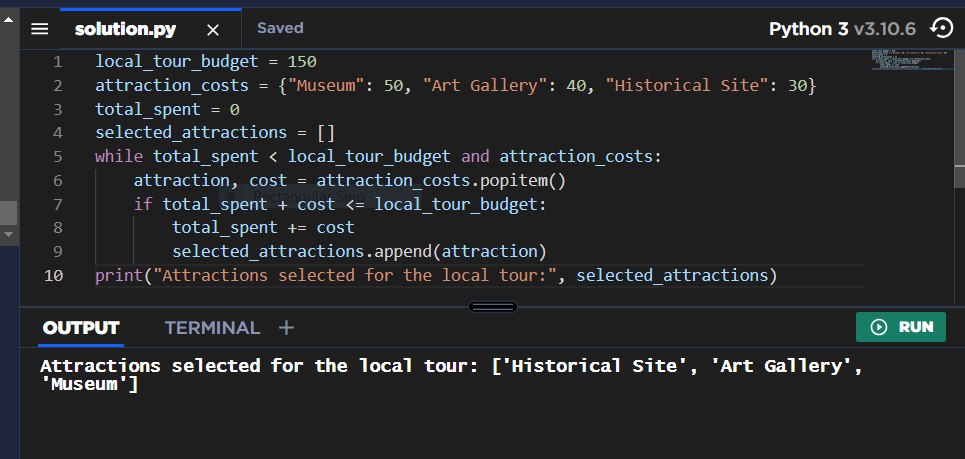 solution.py × Saved Python 3 v3.10.6
1 local_tour_budget = 150
2 attraction_costs = {"Museum": 50, "Art Gallery": 40, "Historical Site": 30}
3 total_spent = 0
4 selected_attractions = []
5 while total_spent < local_tour_budget and attraction_costs:
6     attraction, cost = attraction_costs.popitem()
7     if total_spent + cost <= local_tour_budget:
8         total_spent += cost
9         selected_attractions.append(attraction)
10 print("Attractions selected for the local tour:", selected_attractions)
OUTPUT TERMINAL + RUN
Attractions selected for the local tour: ['Historical Site', 'Art Gallery',
'Museum']